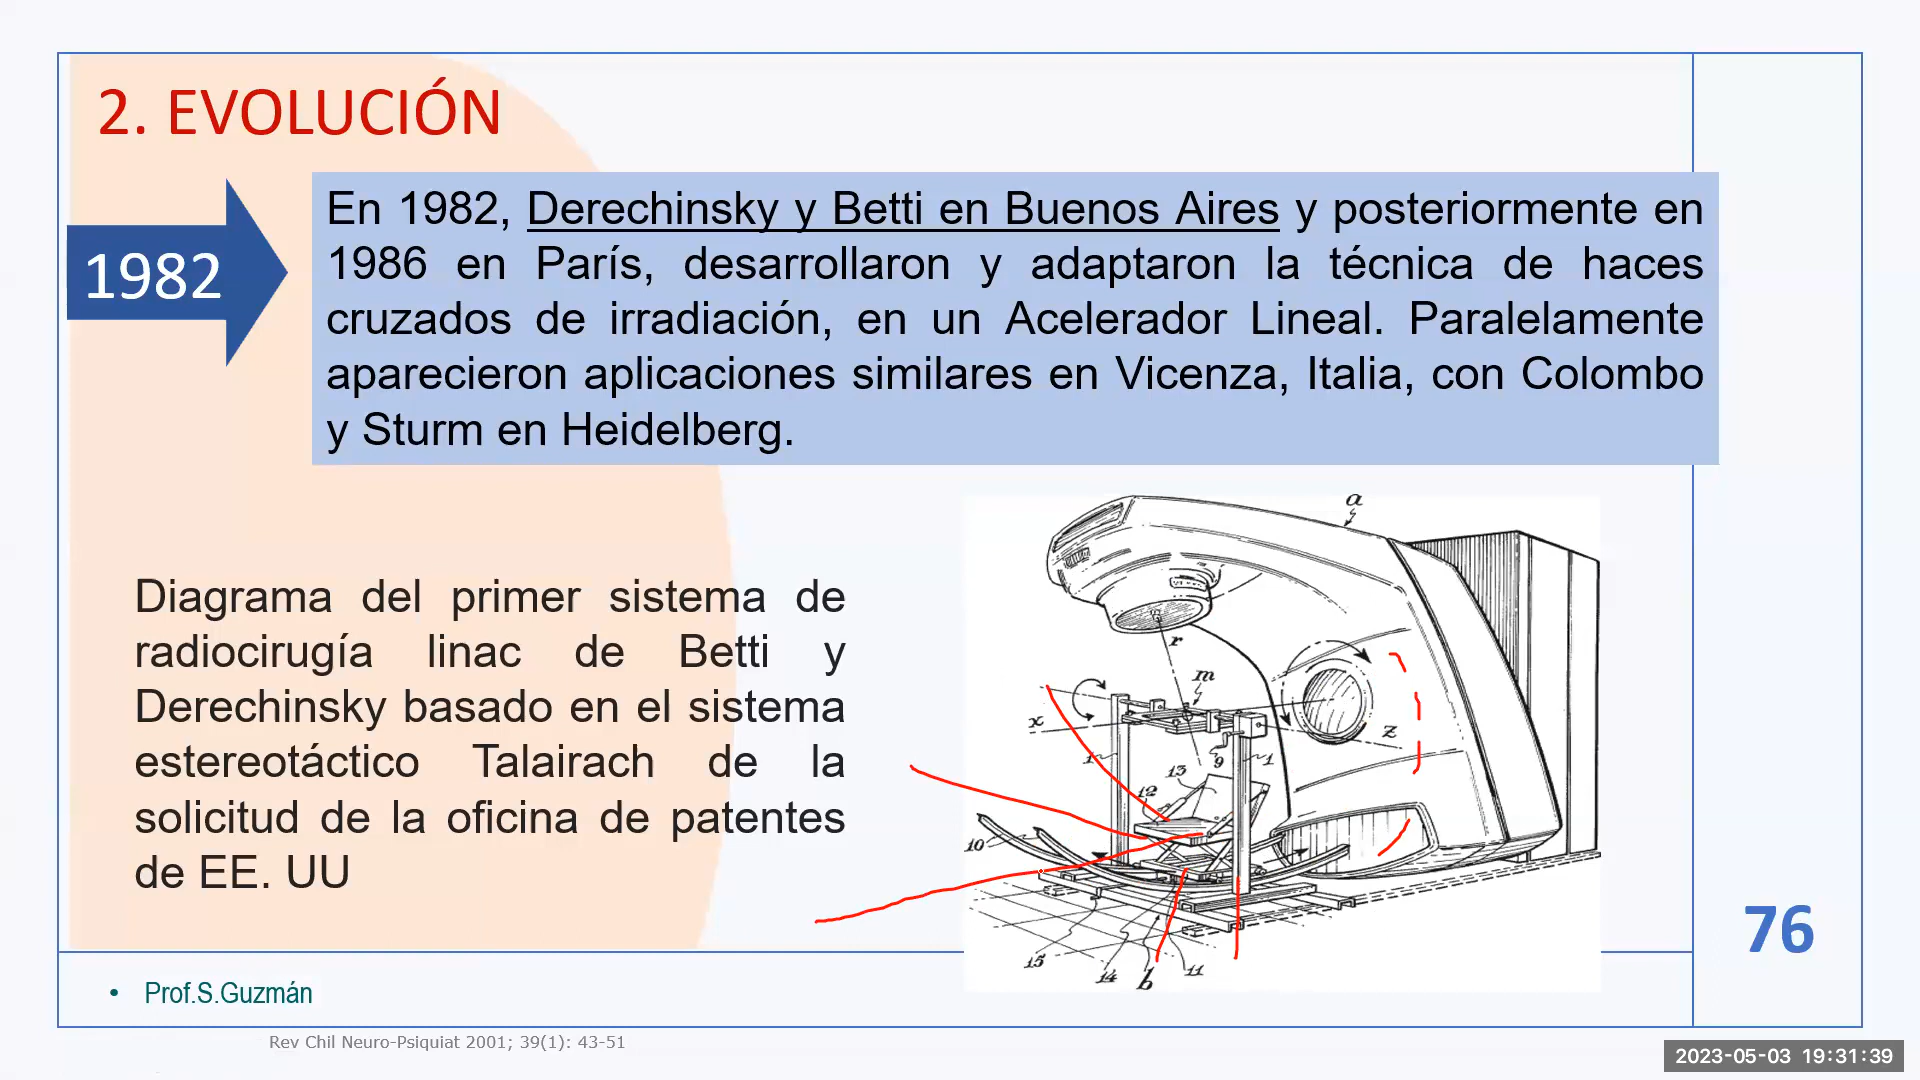 2. EVOLUCIÓN
1982
En 1982, Derechinsky y Betti en Buenos Aires y posteriormente en
1986 en París, desarrollaron y adaptaron la técnica de haces
cruzados de irradiación, en un Acelerador Lineal. Paralelamente
aparecieron aplicaciones similares en Vicenza, Italia, con Colombo
y Sturm en Heidelberg.
Diagrama del primer sistema de
radiocirugía linac de Betti y
Derechinsky basado en el sistema
estereotáctico Talairach de la
solicitud de la oficina de patentes
de EE. UU
a
r
m
x
z
1
9
1
13
12
10
15
14
b
11
76
• Prof.S.Guzmán
Rev Chil Neuro-Psiquiat 2001; 39(1): 43-51
2023-05-03 19:31:39